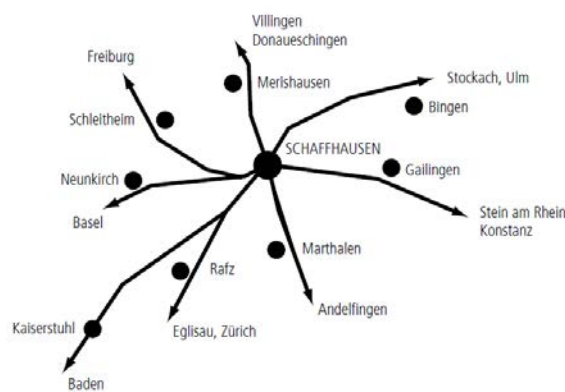 Villingen
Donaueschingen
Freiburg
Merishausen
Stockach, Ulm
Bingen
Schleitheim
SCHAFFHAUSEN
Gailingen
Neunkirch
Basel
Stein am Rhein
Konstanz
Marthalen
Rafz
Andelfingen
Kaiserstuhl
Eglisau, Zürich
Baden